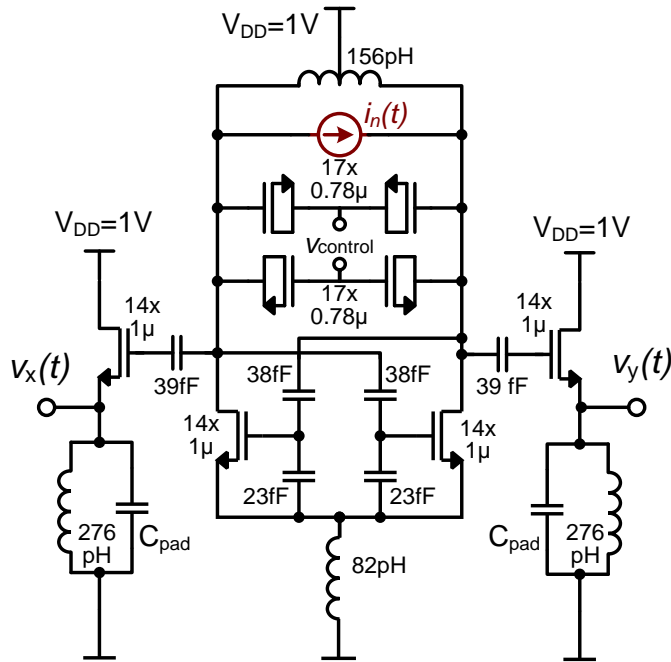 V_DD=1V
156pH
i_n(t)
17x
0.78µ
V_DD=1V
V_DD=1V
v_control
17x
0.78µ
14x
1µ
14x
1µ
v_x(t)
39fF
38fF
38fF
39 fF
v_y(t)
14x
1µ
14x
1µ
23fF
23fF
276
pH
C_pad
82pH
C_pad
276
pH